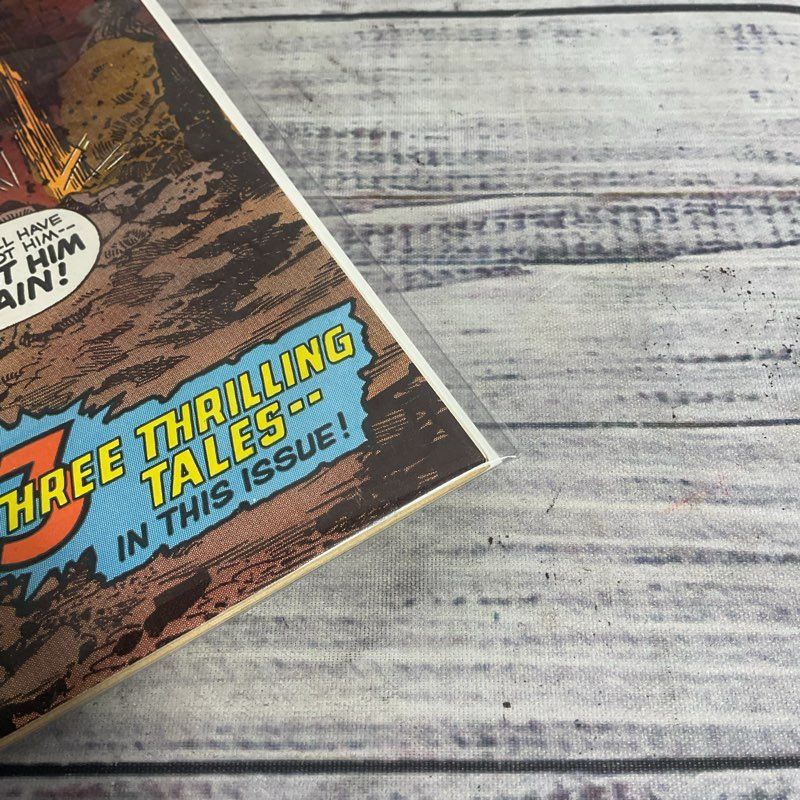 LL HAVE
OT HIM--
T HIM
AIN!
3
THREE THRILLING
TALES--
IN THIS ISSUE!